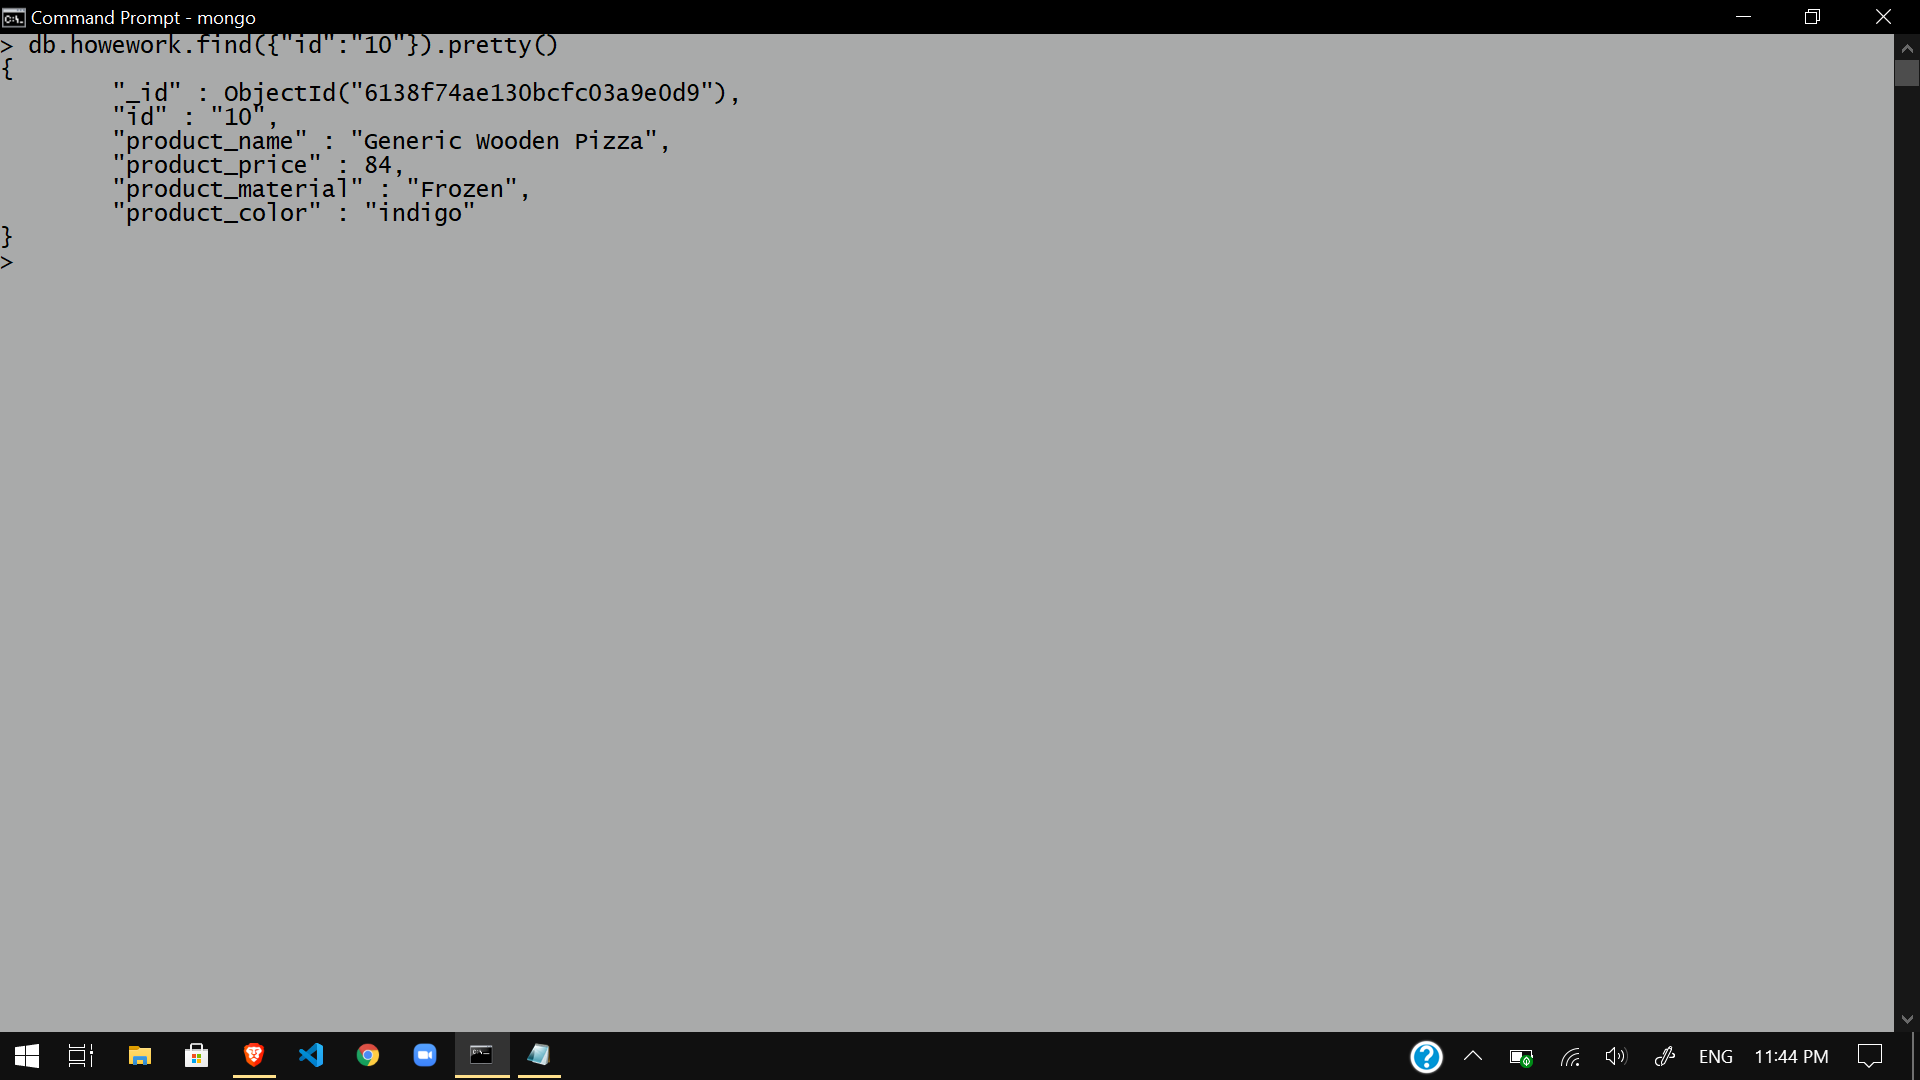 Command Prompt - mongo
> db.howework.find({"id":"10"}).pretty()
{
"_id" : ObjectId("6138f74ae130bcfc03a9e0d9"),
"id" : "10",
"product_name" : "Generic Wooden Pizza",
"product_price" : 84,
"product_material" : "Frozen",
"product_color" : "indigo"
}
>
ENG 11:44 PM